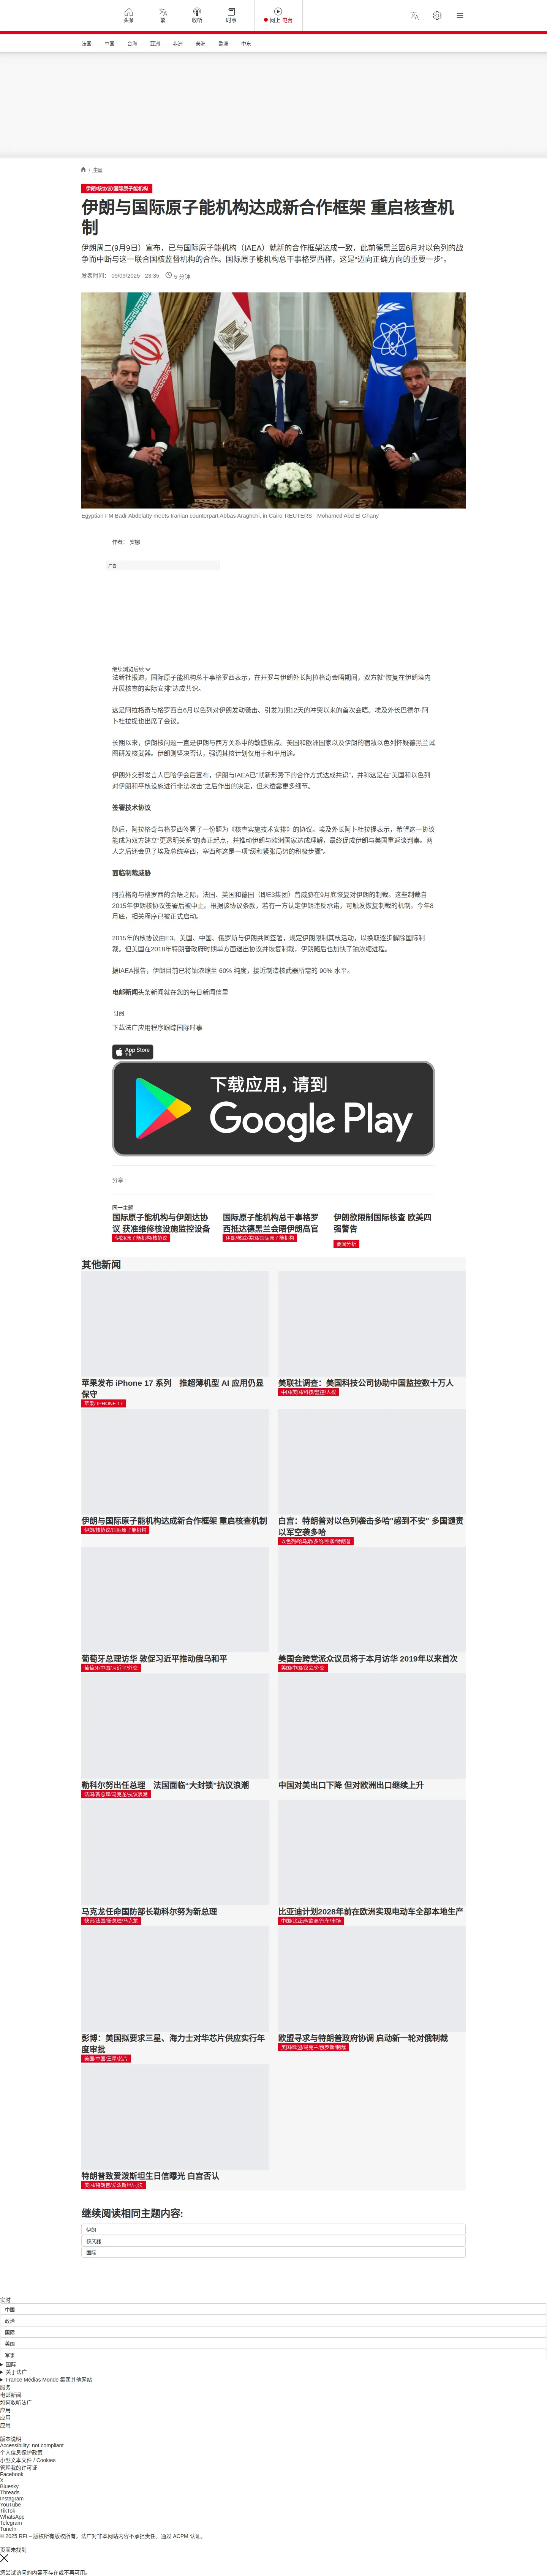 头条
繁
收听
时事
网上 电台
法国
中国
台海
亚洲
非洲
美洲
欧洲
中东
/ 中国
伊朗/核协议/国际原子能机构
伊朗与国际原子能机构达成新合作框架 重启核查机
制
伊朗周二(9月9日）宣布，已与国际原子能机构（IAEA）就新的合作框架达成一致，此前德黑兰因6月对以色列的战
争而中断与这一联合国核监督机构的合作。国际原子能机构总干事格罗西称，这是“迈向正确方向的重要一步”。
发表时间： 09/09/2025 - 23:35
5 分钟
Egyptian FM Badr Abdelatty meets Iranian counterpart Abbas Araghchi, in Cairo REUTERS - Mohamed Abd El Ghany
作者： 安娜
广告
继续浏览后续
法新社报道，国际原子能机构总干事格罗西表示，在开罗与伊朗外长阿拉格奇会晤期间，双方就“恢复在伊朗境内
开展核查的实际安排”达成共识。
这是阿拉格奇与格罗西自6月以色列对伊朗发动袭击、引发为期12天的冲突以来的首次会晤。埃及外长巴德尔·阿
卜杜拉提也出席了会议。
长期以来，伊朗核问题一直是伊朗与西方关系中的敏感焦点。美国和欧洲国家以及伊朗的宿敌以色列怀疑德黑兰试
图研发核武器。伊朗则坚决否认，强调其核计划仅用于和平用途。
伊朗外交部发言人巴哈伊会后宣布，伊朗与IAEA已“就新形势下的合作方式达成共识”，并称这是在“美国和以色列
对伊朗和平核设施进行非法攻击”之后作出的决定，但未透露更多细节。
签署技术协议
随后，阿拉格奇与格罗西签署了一份题为《核查实施技术安排》的协议。埃及外长阿卜杜拉提表示，希望这一协议
能成为双方建立“更透明关系”的真正起点，并推动伊朗与欧洲国家达成理解，最终促成伊朗与美国重返谈判桌。两
人之后还会见了埃及总统塞西，塞西称这是一项“缓和紧张局势的积极步骤”。
面临制裁威胁
阿拉格奇与格罗西的会晤之际，法国、英国和德国（即E3集团）曾威胁在9月底恢复对伊朗的制裁。这些制裁自
2015年伊朗核协议签署后被中止。根据该协议条款，若有一方认定伊朗违反承诺，可触发恢复制裁的机制。今年8
月底，相关程序已被正式启动。
2015年的核协议由E3、美国、中国、俄罗斯与伊朗共同签署，规定伊朗限制其核活动，以换取逐步解除国际制
裁。但美国在2018年特朗普政府时期单方面退出协议并恢复制裁，伊朗随后也加快了铀浓缩进程。
据IAEA报告，伊朗目前已将铀浓缩至 60% 纯度，接近制造核武器所需的 90% 水平。
电邮新闻头条新闻就在您的每日新闻信里
订阅
下载法广应用程序跟踪国际时事
App Store
下载
下载应用，请到
Google Play
分享 :
同一主题
国际原子能机构与伊朗达协
议 获准维修核设施监控设备
伊朗/原子能机构/核协议
国际原子能机构总干事格罗
西抵达德黑兰会晤伊朗高官
伊朗/核武/美国/国际原子能机构
伊朗欲限制国际核查 欧美四
强警告
要闻分析
其他新闻
苹果发布 iPhone 17 系列　推超薄机型 AI 应用仍显
保守
苹果/ IPHONE 17
美联社调查：美国科技公司协助中国监控数十万人
中国/美国/科技/监控/人权
伊朗与国际原子能机构达成新合作框架 重启核查机制
伊朗/核协议/国际原子能机构
白宫：特朗普对以色列袭击多哈"感到不安" 多国谴责
以军空袭多哈
以色列/哈马斯/多哈/空袭/特朗普
葡萄牙总理访华 敦促习近平推动俄乌和平
葡萄牙/中国/习近平/外交
美国会跨党派众议员将于本月访华 2019年以来首次
美国/中国/议会/外交
勒科尔努出任总理　法国面临“大封锁”抗议浪潮
法国/新总理/马克龙/抗议浪潮
中国对美出口下降 但对欧洲出口继续上升
马克龙任命国防部长勒科尔努为新总理
快讯/法国/新总理/马克龙
比亚迪计划2028年前在欧洲实现电动车全部本地生产
中国/比亚迪/欧洲/汽车/市场
彭博：美国拟要求三星、海力士对华芯片供应实行年
度审批
美国/中国/三星/芯片
欧盟寻求与特朗普政府协调 启动新一轮对俄制裁
美国/欧盟/乌克兰/俄罗斯/制裁
特朗普致爱泼斯坦生日信曝光 白宫否认
美国/特朗普/爱泼斯坦/司法
继续阅读相同主题内容:
伊朗
核武器
国际
实时
中国
政治
国际
美国
军事
国际
关于法广
France Médias Monde 集团其他网站
服务
电邮新闻
如何收听法广
应用
应用
应用
版本说明
Accessibility: not compliant
个人信息保护政策
小型文本文件 / Cookies
管理我的许可证
Facebook
X
Bluesky
Threads
Instagram
YouTube
TikTok
WhatsApp
Telegram
TuneIn
© 2025 RFI – 版权所有版权所有。法广对非本网站内容不承担责任。通过 ACPM 认证。
页面未找到
您尝试访问的内容不存在或不再可用。